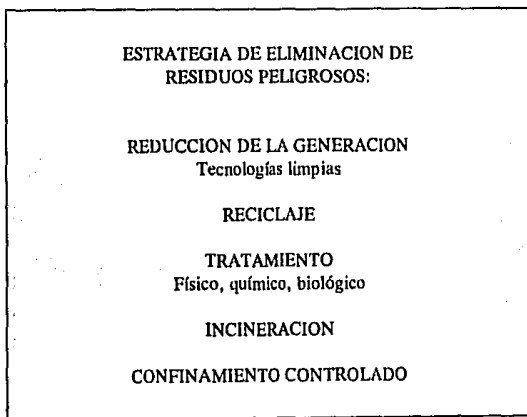 ESTRATEGIA DE ELIMINACION DE
RESIDUOS PELIGROSOS:
REDUCCION DE LA GENERACION
Tecnologías limpias
RECICLAJE
TRATAMIENTO
Físico, químico, biológico
INCINERACION
CONFINAMIENTO CONTROLADO